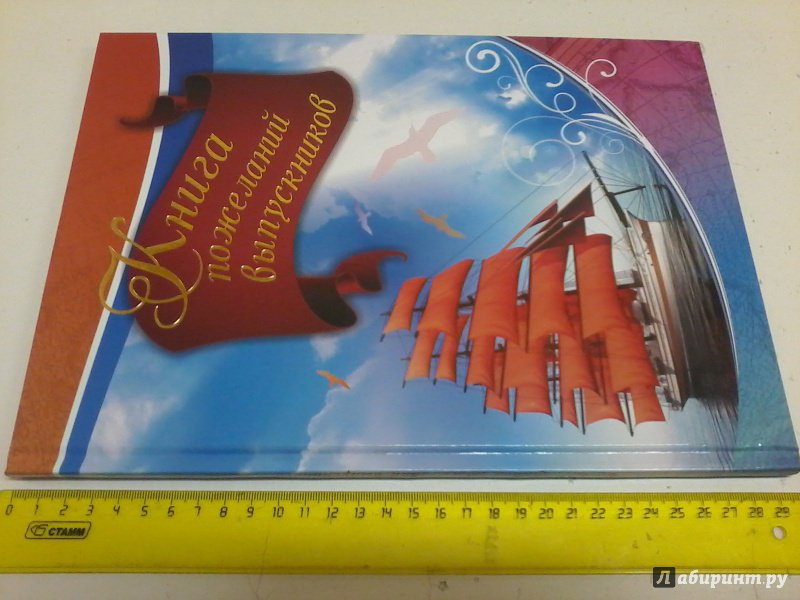 Книга
пожеланий
выпускников
0 1 2 3 4 5 6 7 8 9 10 11 12 13 14 15 16 17 18 19 20 21 22 23 24 25 26 27 28 29
СТАММ
Лабиринт.ру